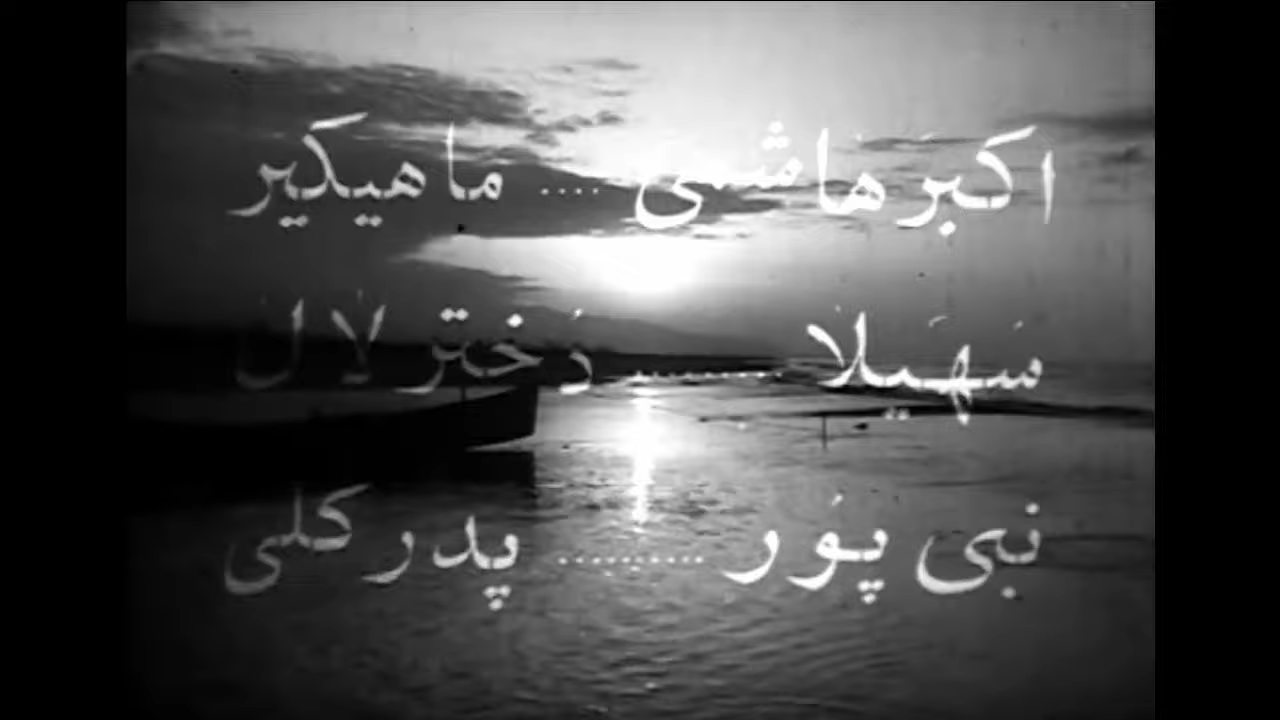 اکبر هاشمی .... ماهیگیر
سهیلا .......... دختر لال
نبی پور .......... پدر کلی